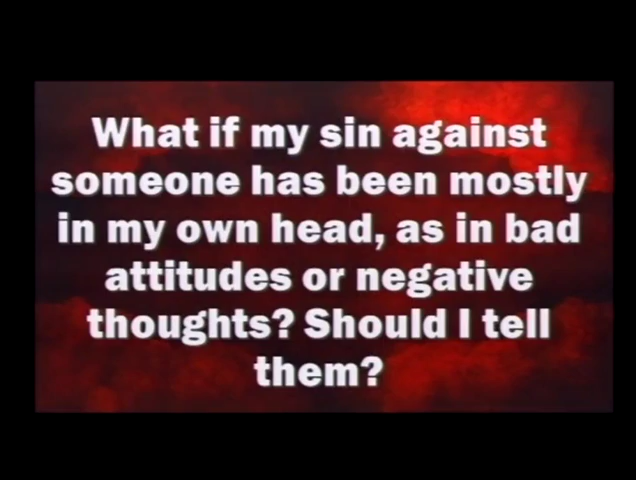 What if my sin against
someone has been mostly
in my own head, as in bad
attitudes or negative
thoughts? Should I tell
them?